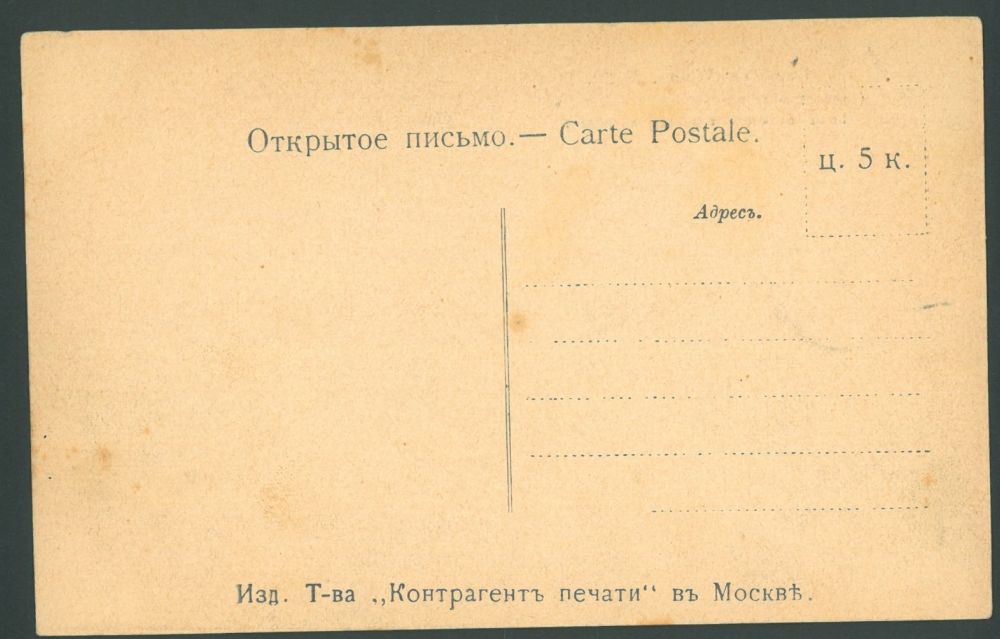 Открытое письмо.— Carte Postale.
ц. 5 к.
Адресъ.
Изд. Т-ва „Контрагентъ печати“ въ Москвѣ.